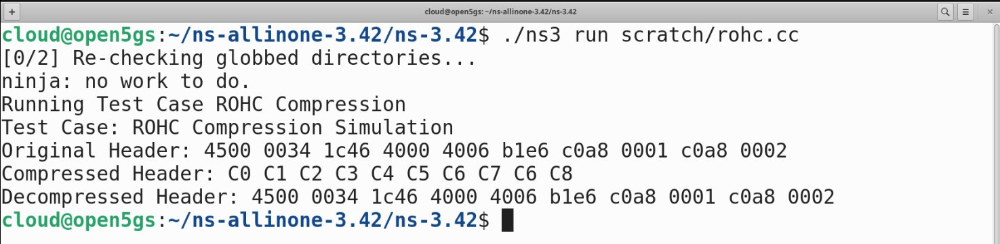 cloud@open5gs: ~/ns-allinone-3.42/ns-3.42
cloud@open5gs:~/ns-allinone-3.42/ns-3.42$ ./ns3 run scratch/rohc.cc
[0/2] Re-checking globbed directories...
ninja: no work to do.
Running Test Case ROHC Compression
Test Case: ROHC Compression Simulation
Original Header: 4500 0034 1c46 4000 4006 b1e6 c0a8 0001 c0a8 0002
Compressed Header: C0 C1 C2 C3 C4 C5 C6 C7 C6 C8
Decompressed Header: 4500 0034 1c46 4000 4006 b1e6 c0a8 0001 c0a8 0002
cloud@open5gs:~/ns-allinone-3.42/ns-3.42$